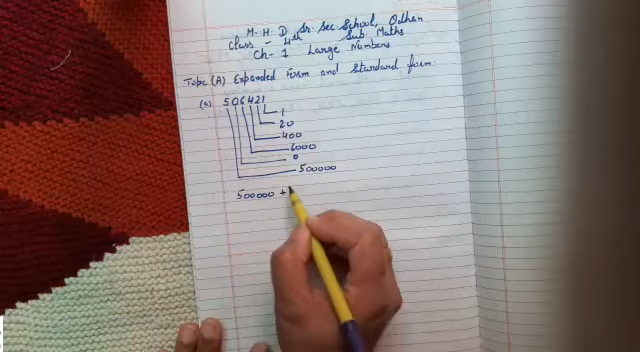 M. H D Sr. Sec School, Odhan
Class - 4th Sub. Maths
Ch- 1 Large Numbers
Type (A) Expanded form and Standard form.
(a) 506421
1
20
400
6000
0
500000
500000 +